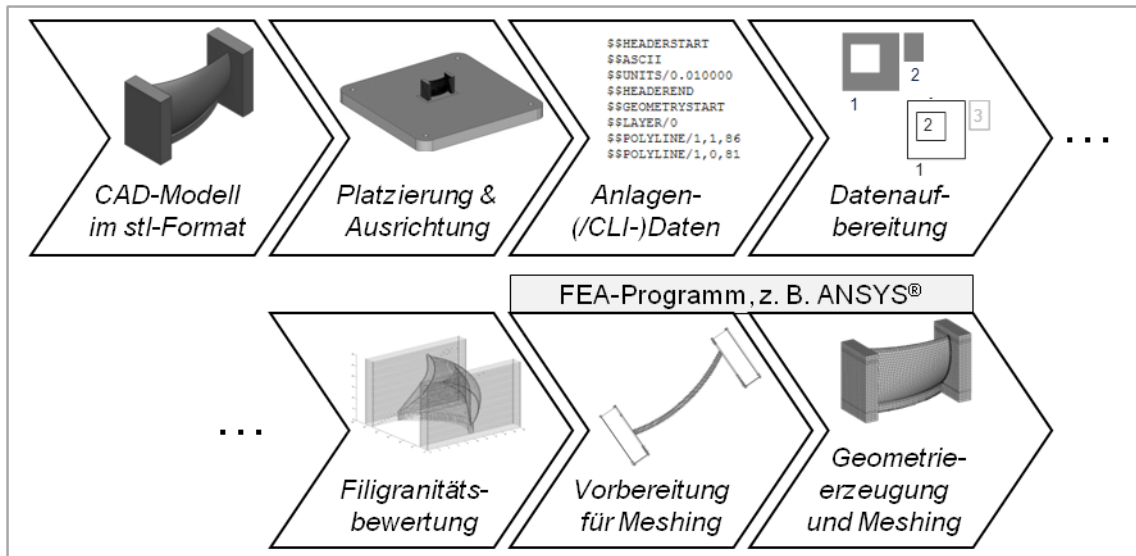 $$HEADERSTART
$$ASCII
$$UNITS/0.010000
$$HEADEREND
$$GEOMETRYSTART
$$LAYER/0
$$POLYLINE/1,1,86
$$POLYLINE/1,0,81
1
2
1
2
3
CAD-Modell
im stl-Format
Platzierung &
Ausrichtung
Anlagen-
(/CLI-)Daten
Datenauf-
bereitung
...
FEA-Programm, z. B. ANSYS®
...
Filigranitäts-
bewertung
Vorbereitung
für Meshing
Geometrie-
erzeugung
und Meshing